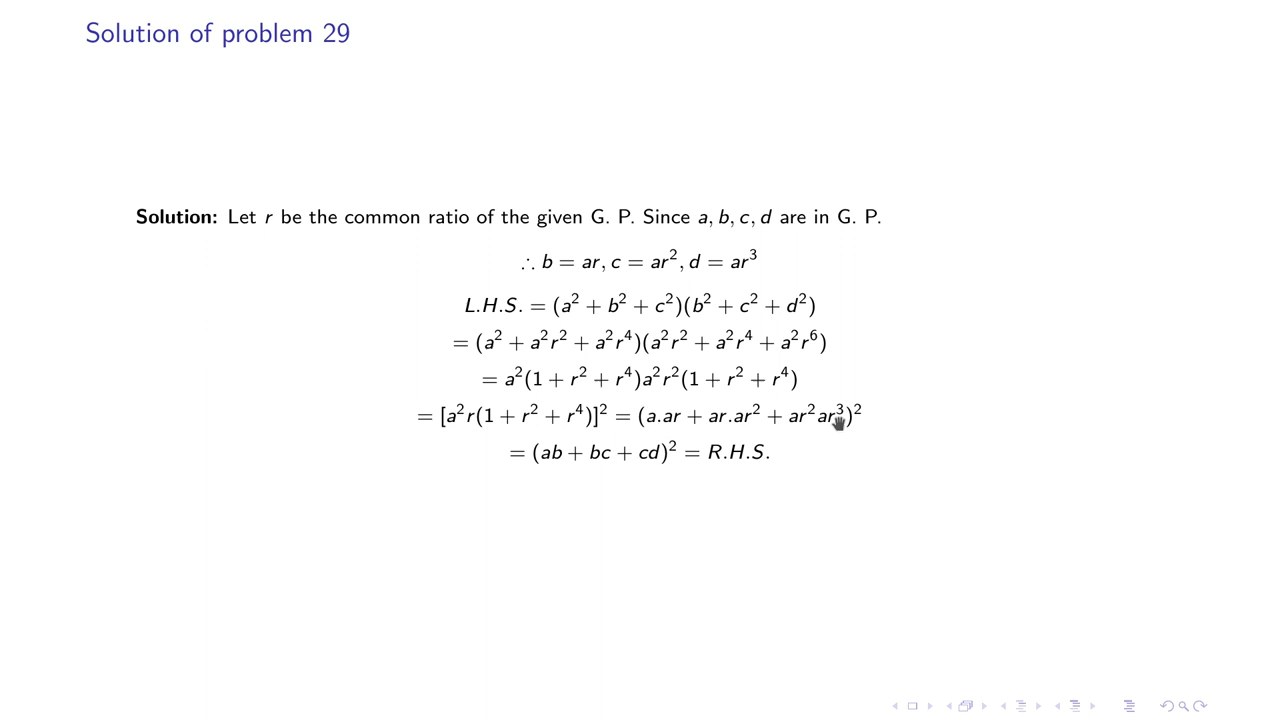 Solution of problem 29
Solution: Let r be the common ratio of the given G. P. Since a, b, c, d are in G. P.
∴ b = ar, c = ar², d = ar³
L.H.S. = (a² + b² + c²)(b² + c² + d²)
= (a² + a²r² + a²r⁴)(a²r² + a²r⁴ + a²r⁶)
= a²(1 + r² + r⁴)a²r²(1 + r² + r⁴)
= [a²r(1 + r² + r⁴)]² = (a.ar + ar.ar² + ar²ar³)²
= (ab + bc + cd)² = R.H.S.